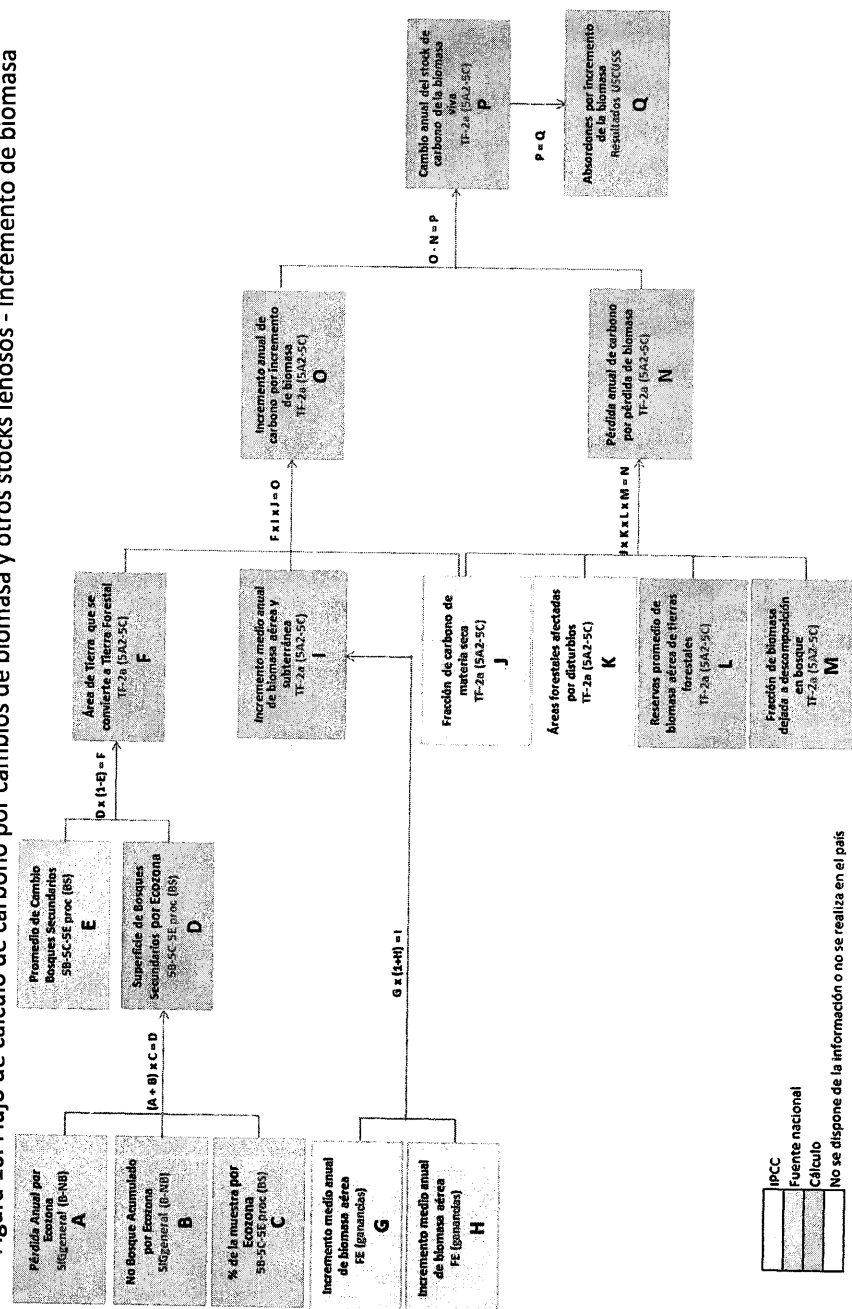 Figura 16. Flujo de cálculo de carbono por cambios de biomasa y otros stocks leñosos - Incremento de biomasa
Pérdida Anual por
Ecozona
SIGgeneral (B-NB)
A
No Bosque Acumulado
por Ecozona
SIGgeneral (B-NB)
B
% de la muestra por
Ecozona
5B-5C-5E proc (BS)
C
(A + B) x C = D
Promedio de Cambio
Bosques Secundarios
5B-5C-5E proc (BS)
E
Superficie de Bosques
Secundarios por Ecozona
5B-5C-5E proc (BS)
D
D x (1-E) = F
Incremento medio anual
de biomasa aérea
FE (ganancias)
G
Incremento medio anual
de biomasa aérea
FE (ganancias)
H
G x (1+H) = I
Área de Tierra que se
convierte a Tierra Forestal
TF-2a (5A2-5C)
F
Incremento medio anual
de biomasa aérea y
subterránea
TF-2a (5A2-5C)
I
Fracción de carbono de
materia seca
TF-2a (5A2-5C)
J
Áreas forestales afectadas
por disturbios
TF-2a (5A2-5C)
K
Reservas promedio de
biomasa aérea de tierras
forestales
TF-2a (5A2-5C)
L
Fracción de biomasa
dejada a descomposición
en bosque
TF-2a (5A2-5C)
M
F x I x J = O
J x K x L x M = N
Incremento anual de
carbono por incremento
de biomasa
TF-2a (5A2-5C)
O
Pérdida anual de carbono
por pérdida de biomasa
TF-2a (5A2-5C)
N
O - N = P
Cambio anual del stock de
carbono de la biomasa
viva
TF-2a (5A2-5C)
P
P = Q
Absorciones por incremento
de la biomasa
Resultados USCUSS
Q
IPCC
Fuente nacional
Cálculo
No se dispone de la información o no se realiza en el país